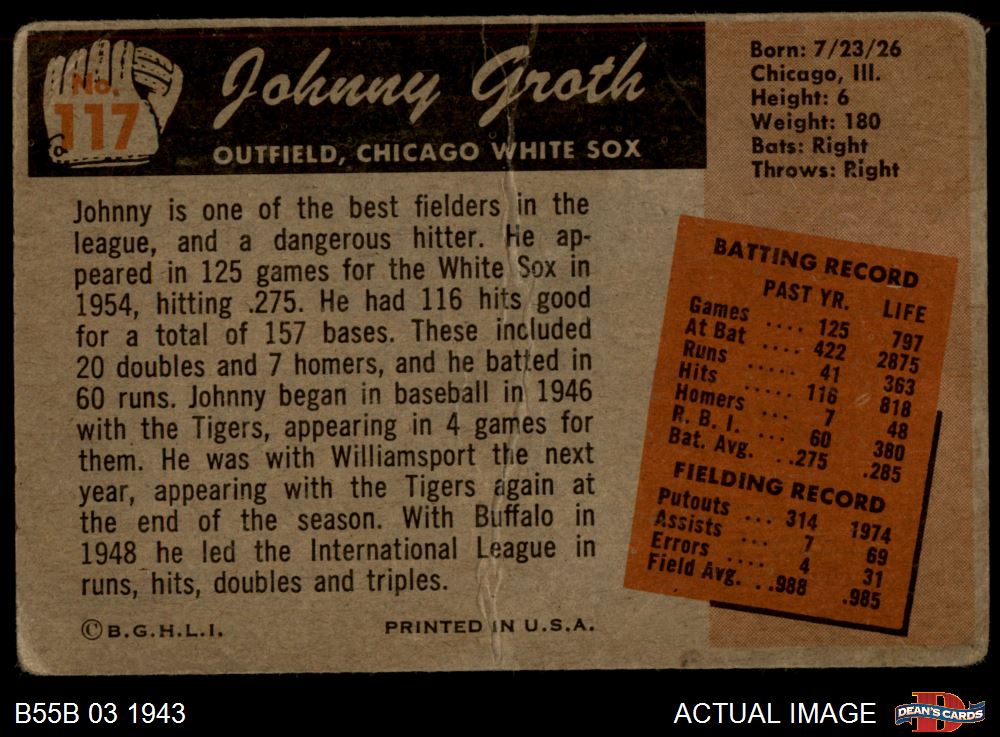 No.
117
Johnny Groth
OUTFIELD, CHICAGO WHITE SOX
Born: 7/23/26
Chicago, Ill.
Height: 6
Weight: 180
Bats: Right
Throws: Right
Johnny is one of the best fielders in the
league, and a dangerous hitter. He ap-
peared in 125 games for the White Sox in
1954, hitting .275. He had 116 hits good
for a total of 157 bases. These included
20 doubles and 7 homers, and he batted in
60 runs. Johnny began in baseball in 1946
with the Tigers, appearing in 4 games for
them. He was with Williamsport the next
year, appearing with the Tigers again at
the end of the season. With Buffalo in
1948 he led the International League in
runs, hits, doubles and triples.
©B.G.H.L.I. PRINTED IN U.S.A.
BATTING RECORD
PAST YR. LIFE
Games .... 125 797
At Bat .... 422 2875
Runs ..... 41 363
Hits ..... 116 818
Homers ... 7 48
R. B. I. ... 60 380
Bat. Avg. ..275 .285
FIELDING RECORD
Putouts ... 314 1974
Assists ... 7 69
Errors .... 4 31
Field Avg. ..988 .985
B55B 03 1943
ACTUAL IMAGE
D
DEAN'S CARDS